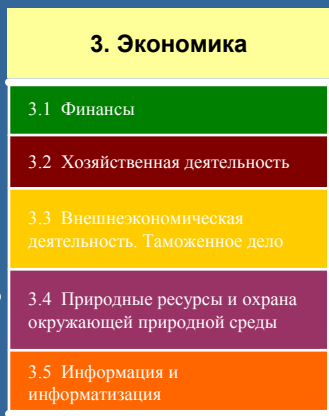 3. Экономика
3.1 Финансы
3.2 Хозяйственная деятельность
3.3 Внешнеэкономическая
деятельность. Таможенное дело
3.4 Природные ресурсы и охрана
окружающей природной среды
3.5 Информация и
информатизация